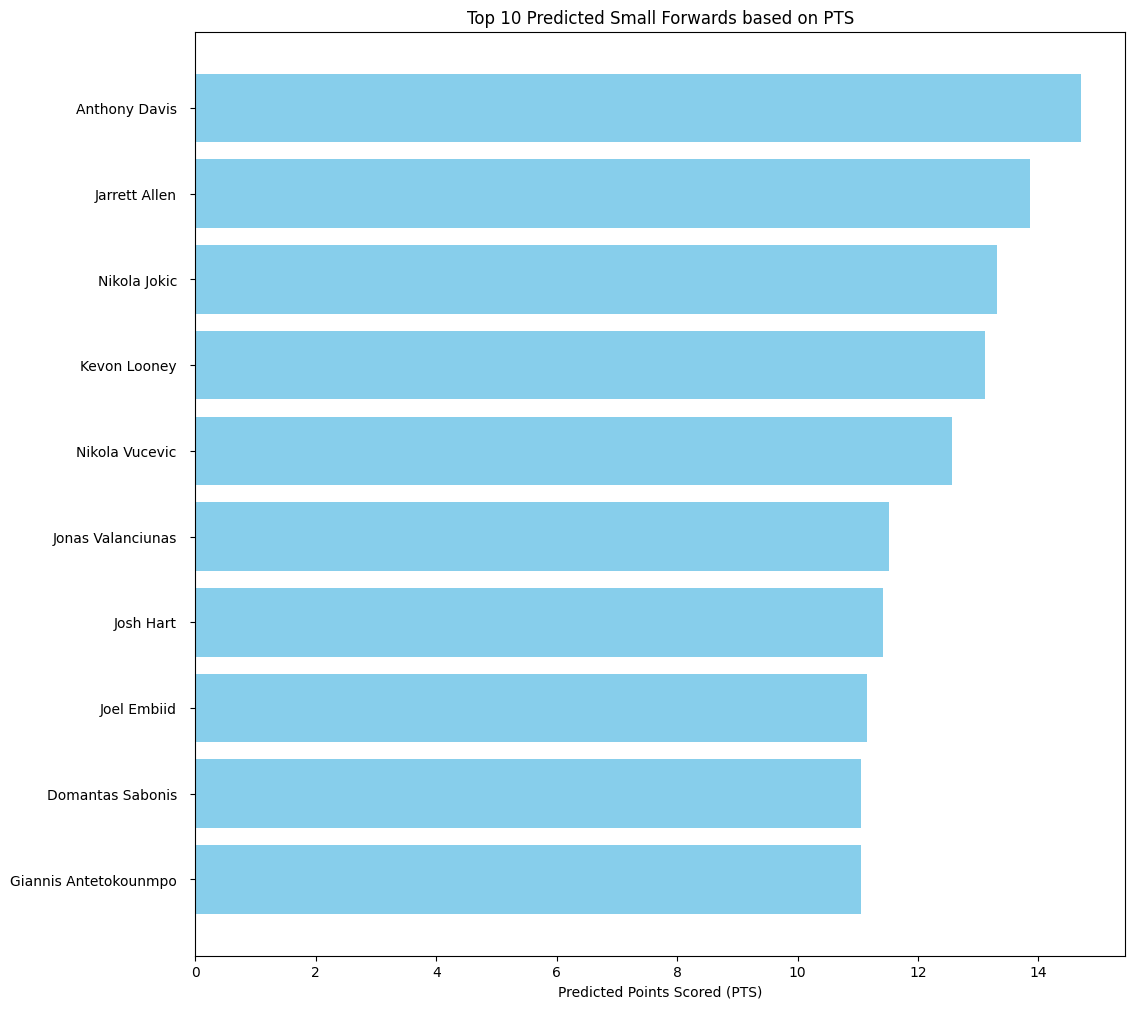 Top 10 Predicted Small Forwards based on PTS
Anthony Davis
Jarrett Allen
Nikola Jokic
Kevon Looney
Nikola Vucevic
Jonas Valanciunas
Josh Hart
Joel Embiid
Domantas Sabonis
Giannis Antetokounmpo
0 2 4 6 8 10 12 14
Predicted Points Scored (PTS)